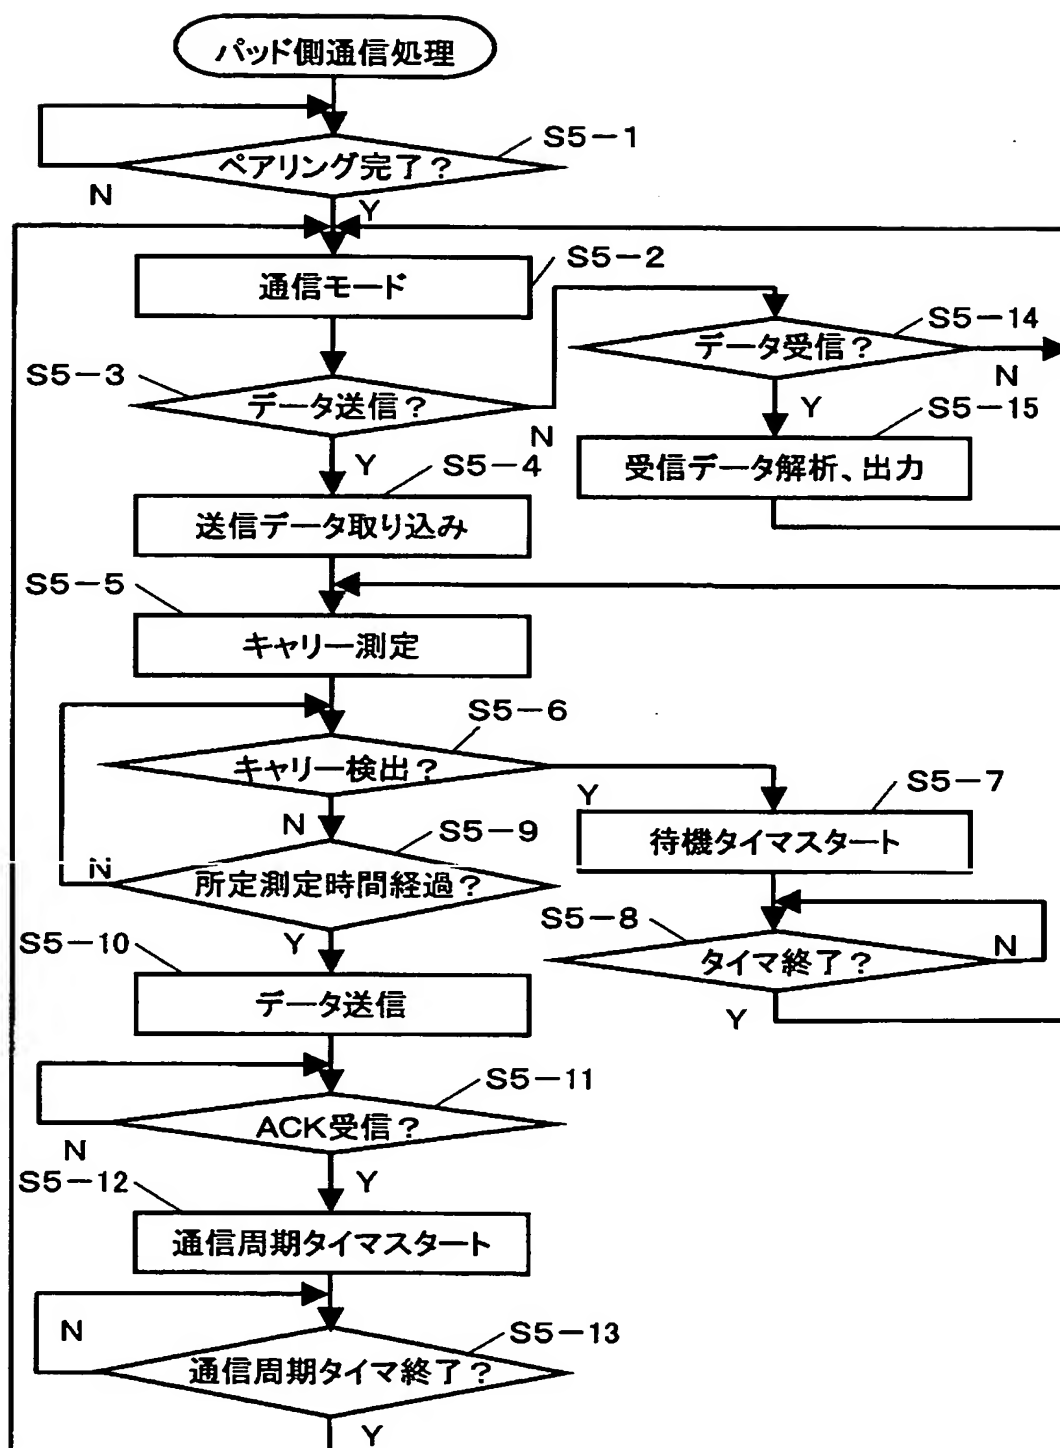 パッド側通信処理
S5-1
ペアリング完了?
N
Y
S5-2
通信モード
S5-14
データ受信?
N
S5-3
データ送信?
N
Y
S5-15
受信データ解析、出力
Y
S5-4
送信データ取り込み
S5-5
キャリー測定
S5-6
キャリー検出?
Y
S5-7
待機タイマスタート
N
S5-9
所定測定時間経過?
N
S5-8
タイマ終了?
N
Y
Y
S5-10
データ送信
S5-11
ACK受信?
N
Y
S5-12
通信周期タイマスタート
N
S5-13
通信周期タイマ終了?
Y